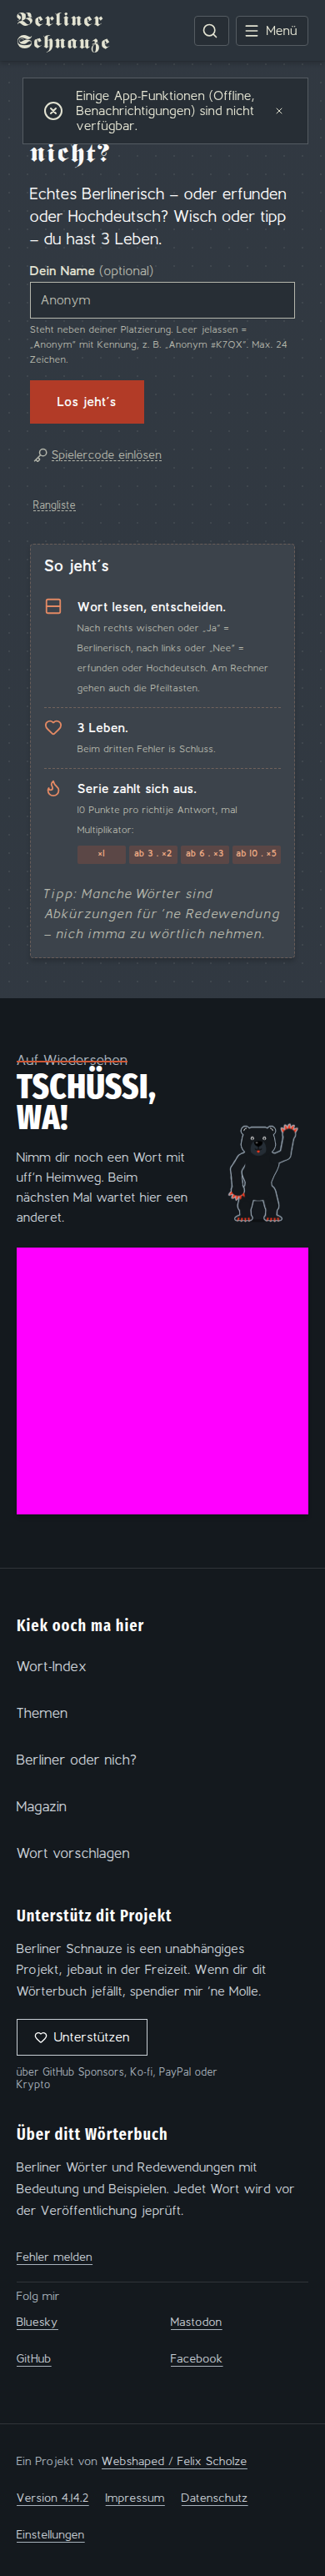 Berliner
Schnauze
Menü
Einige App-Funktionen (Offline,
Benachrichtigungen) sind nicht
verfügbar.
nicht?
Echtes Berlinerisch – oder erfunden
oder Hochdeutsch? Wisch oder tipp
– du hast 3 Leben.
Dein Name (optional)
Anonym
Steht neben deiner Platzierung. Leer jelassen =
„Anonym“ mit Kennung, z. B. „Anonym #K7QX“. Max. 24
Zeichen.
Los jeht’s
Spielercode einlösen
Rangliste
So jeht’s
Wort lesen, entscheiden.
Nach rechts wischen oder „Ja“ =
Berlinerisch, nach links oder „Nee“ =
erfunden oder Hochdeutsch. Am Rechner
gehen auch die Pfeiltasten.
3 Leben.
Beim dritten Fehler is Schluss.
Serie zahlt sich aus.
10 Punkte pro richtije Antwort, mal
Multiplikator:
×1 ab 3 . ×2 ab 6 . ×3 ab 10 . ×5
Tipp: Manche Wörter sind
Abkürzungen für ’ne Redewendung
– nich imma zu wörtlich nehmen.
Auf Wiedersehen
TSCHÜSSI,
WA!
Nimm dir noch een Wort mit
uff’n Heimweg. Beim
nächsten Mal wartet hier een
anderet.
Kiek ooch ma hier
Wort-Index
Themen
Berliner oder nich?
Magazin
Wort vorschlagen
Unterstütz dit Projekt
Berliner Schnauze is een unabhängiges
Projekt, jebaut in der Freizeit. Wenn dir dit
Wörterbuch jefällt, spendier mir ’ne Molle.
Unterstützen
über GitHub Sponsors, Ko-fi, PayPal oder
Krypto
Über ditt Wörterbuch
Berliner Wörter und Redewendungen mit
Bedeutung und Beispielen. Jedet Wort wird vor
der Veröffentlichung jeprüft.
Fehler melden
Folg mir
Bluesky Mastodon
GitHub Facebook
Ein Projekt von Webshaped / Felix Scholze
Version 4.14.2 Impressum Datenschutz
Einstellungen